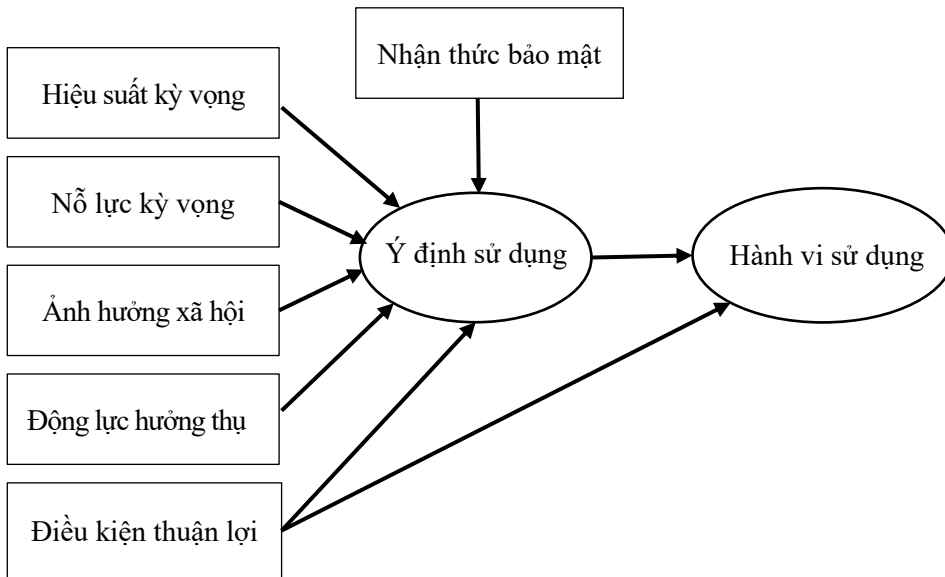 Nhận thức bảo mật
Hiệu suất kỳ vọng
Nỗ lực kỳ vọng
Ý định sử dụng
Hành vi sử dụng
Ảnh hưởng xã hội
Động lực hưởng thụ
Điều kiện thuận lợi